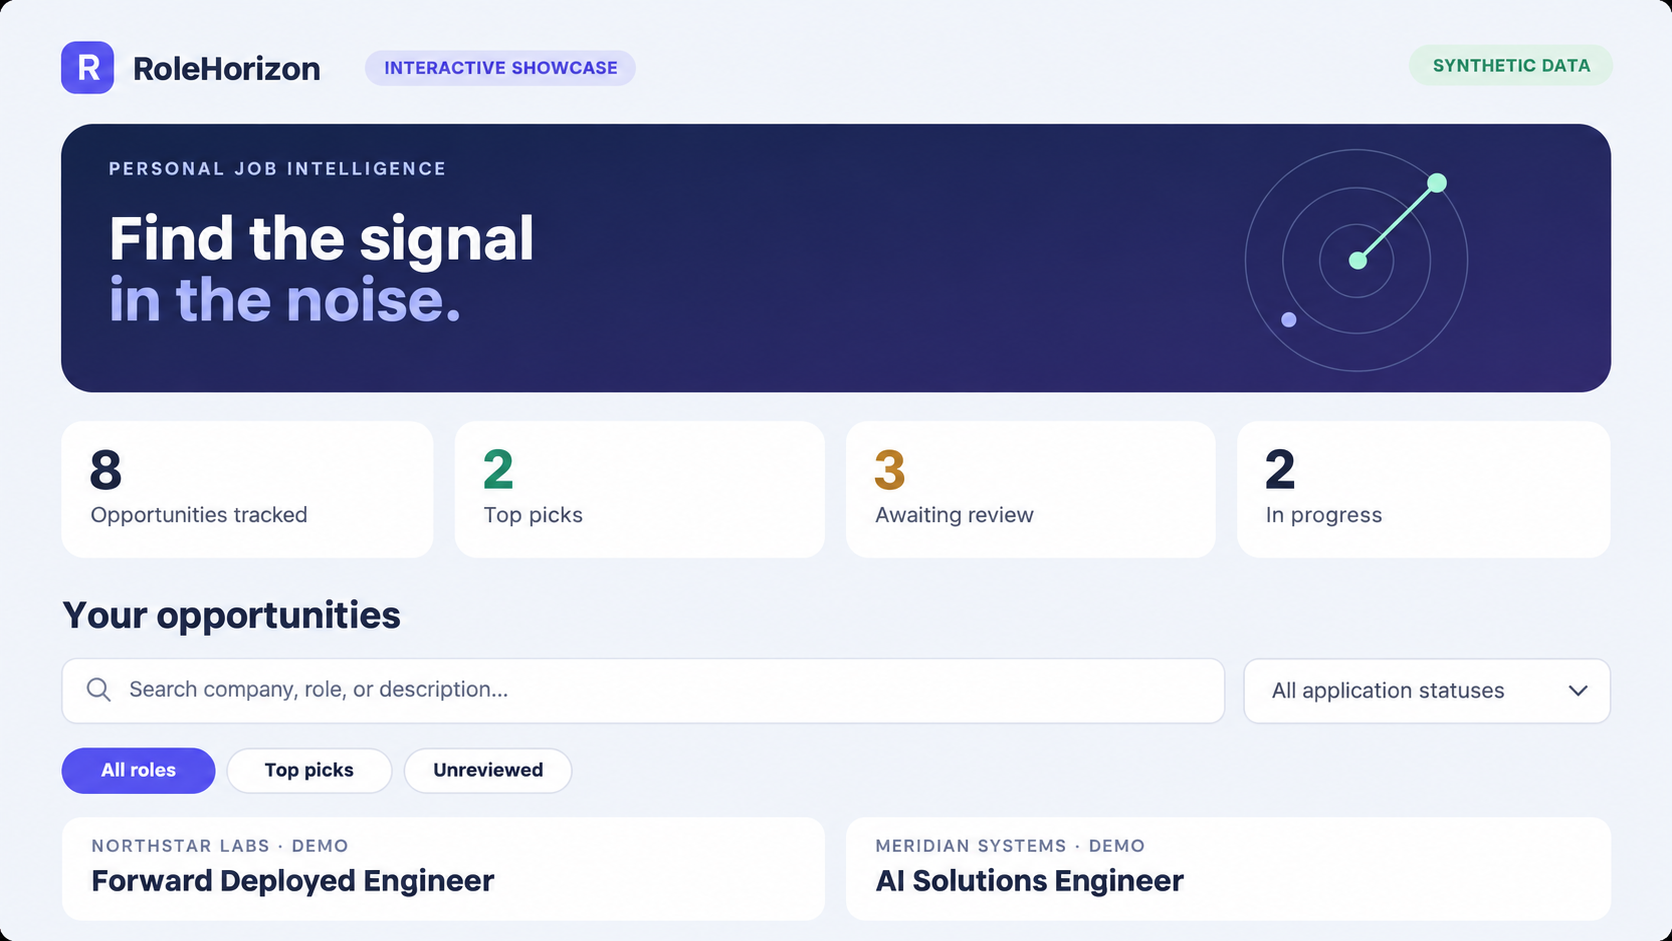 R RoleHorizon INTERACTIVE SHOWCASE SYNTHETIC DATA
PERSONAL JOB INTELLIGENCE
Find the signal
in the noise.
8
Opportunities tracked
2
Top picks
3
Awaiting review
2
In progress
Your opportunities
Search company, role, or description...
All application statuses
All roles Top picks Unreviewed
NORTHSTAR LABS · DEMO
Forward Deployed Engineer
MERIDIAN SYSTEMS · DEMO
AI Solutions Engineer